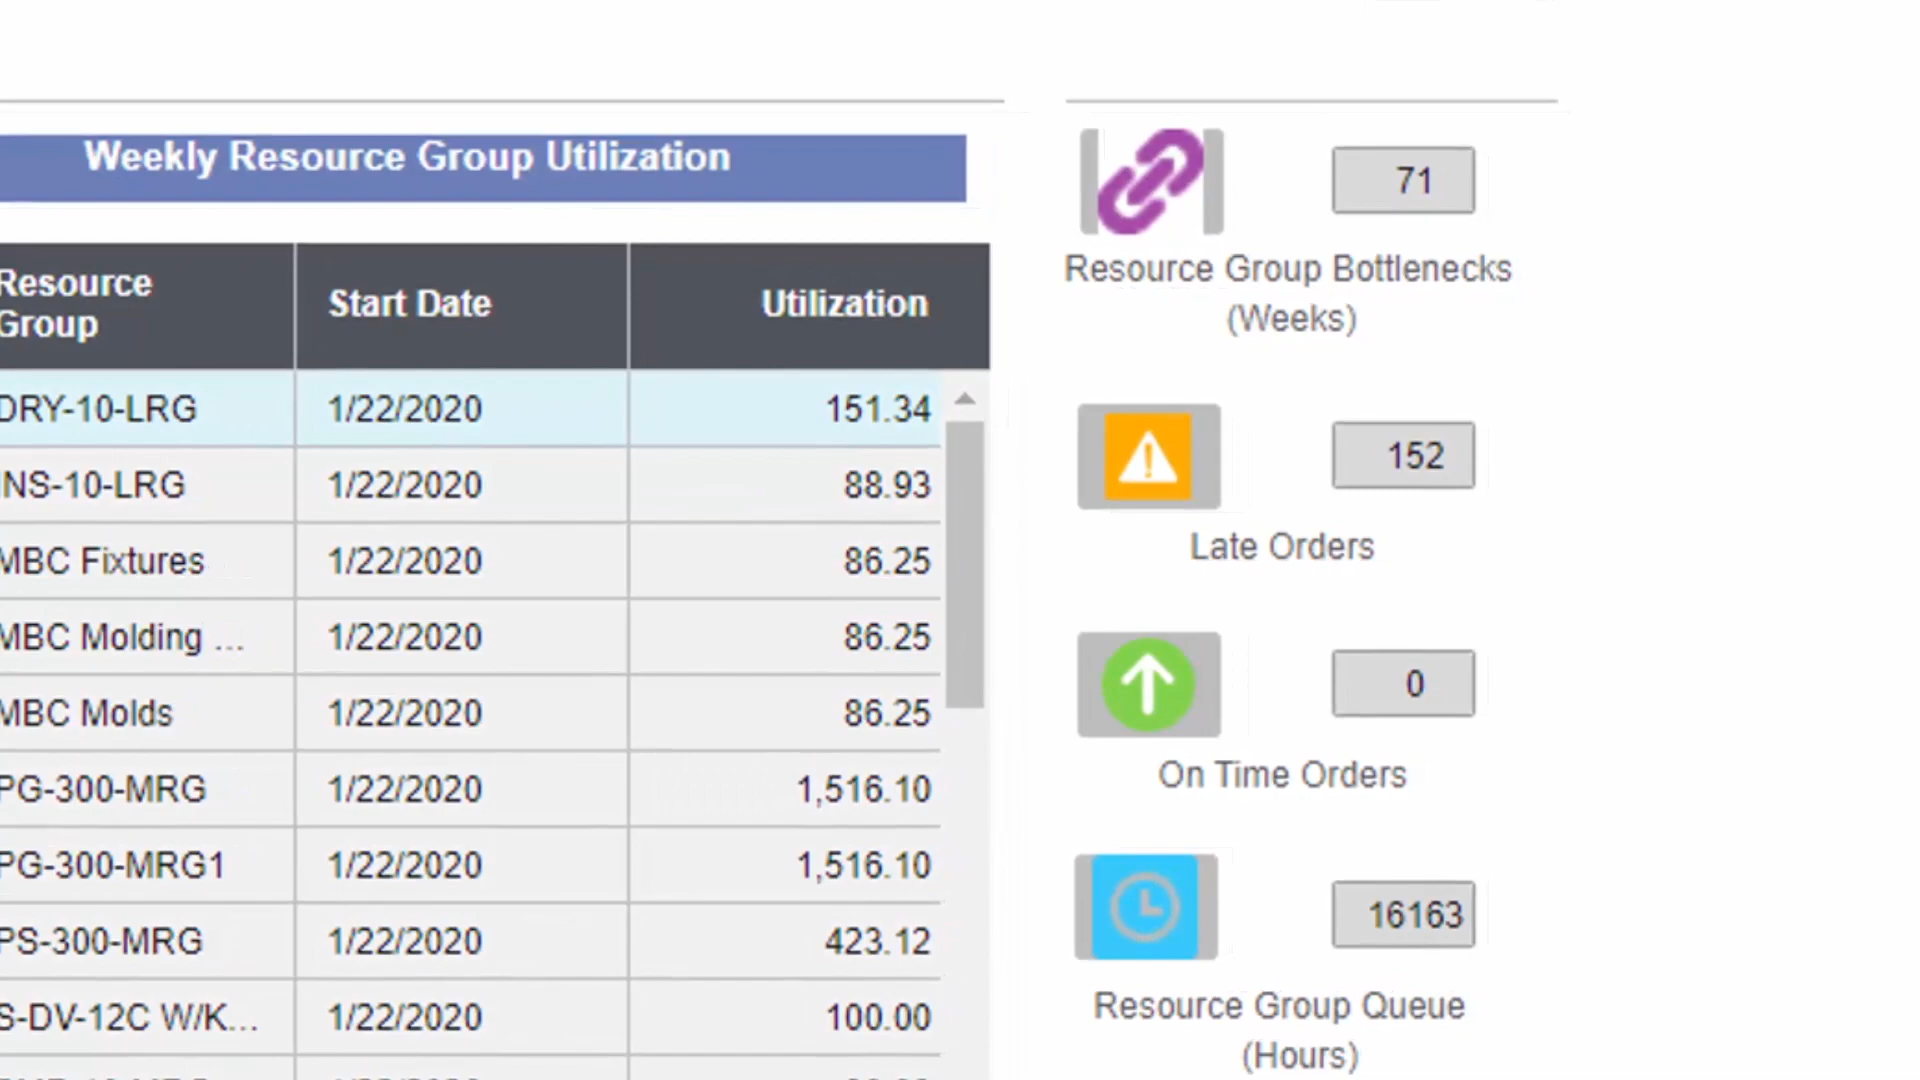 Weekly Resource Group Utilization
Resource Group Start Date Utilization
DRY-10-LRG 1/22/2020 151.34
INS-10-LRG 1/22/2020 88.93
MBC Fixtures 1/22/2020 86.25
MBC Molding ... 1/22/2020 86.25
MBC Molds 1/22/2020 86.25
PG-300-MRG 1/22/2020 1,516.10
PG-300-MRG1 1/22/2020 1,516.10
PS-300-MRG 1/22/2020 423.12
S-DV-12C W/K... 1/22/2020 100.00
71
Resource Group Bottlenecks
(Weeks)
152
Late Orders
0
On Time Orders
16163
Resource Group Queue
(Hours)